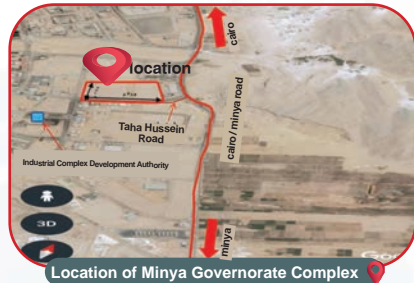 cairo
location
Taha Hussein
Road
cairo/minya road
Industrial Complex Development Authority
3D
minya
Location of Minya Governorate Complex